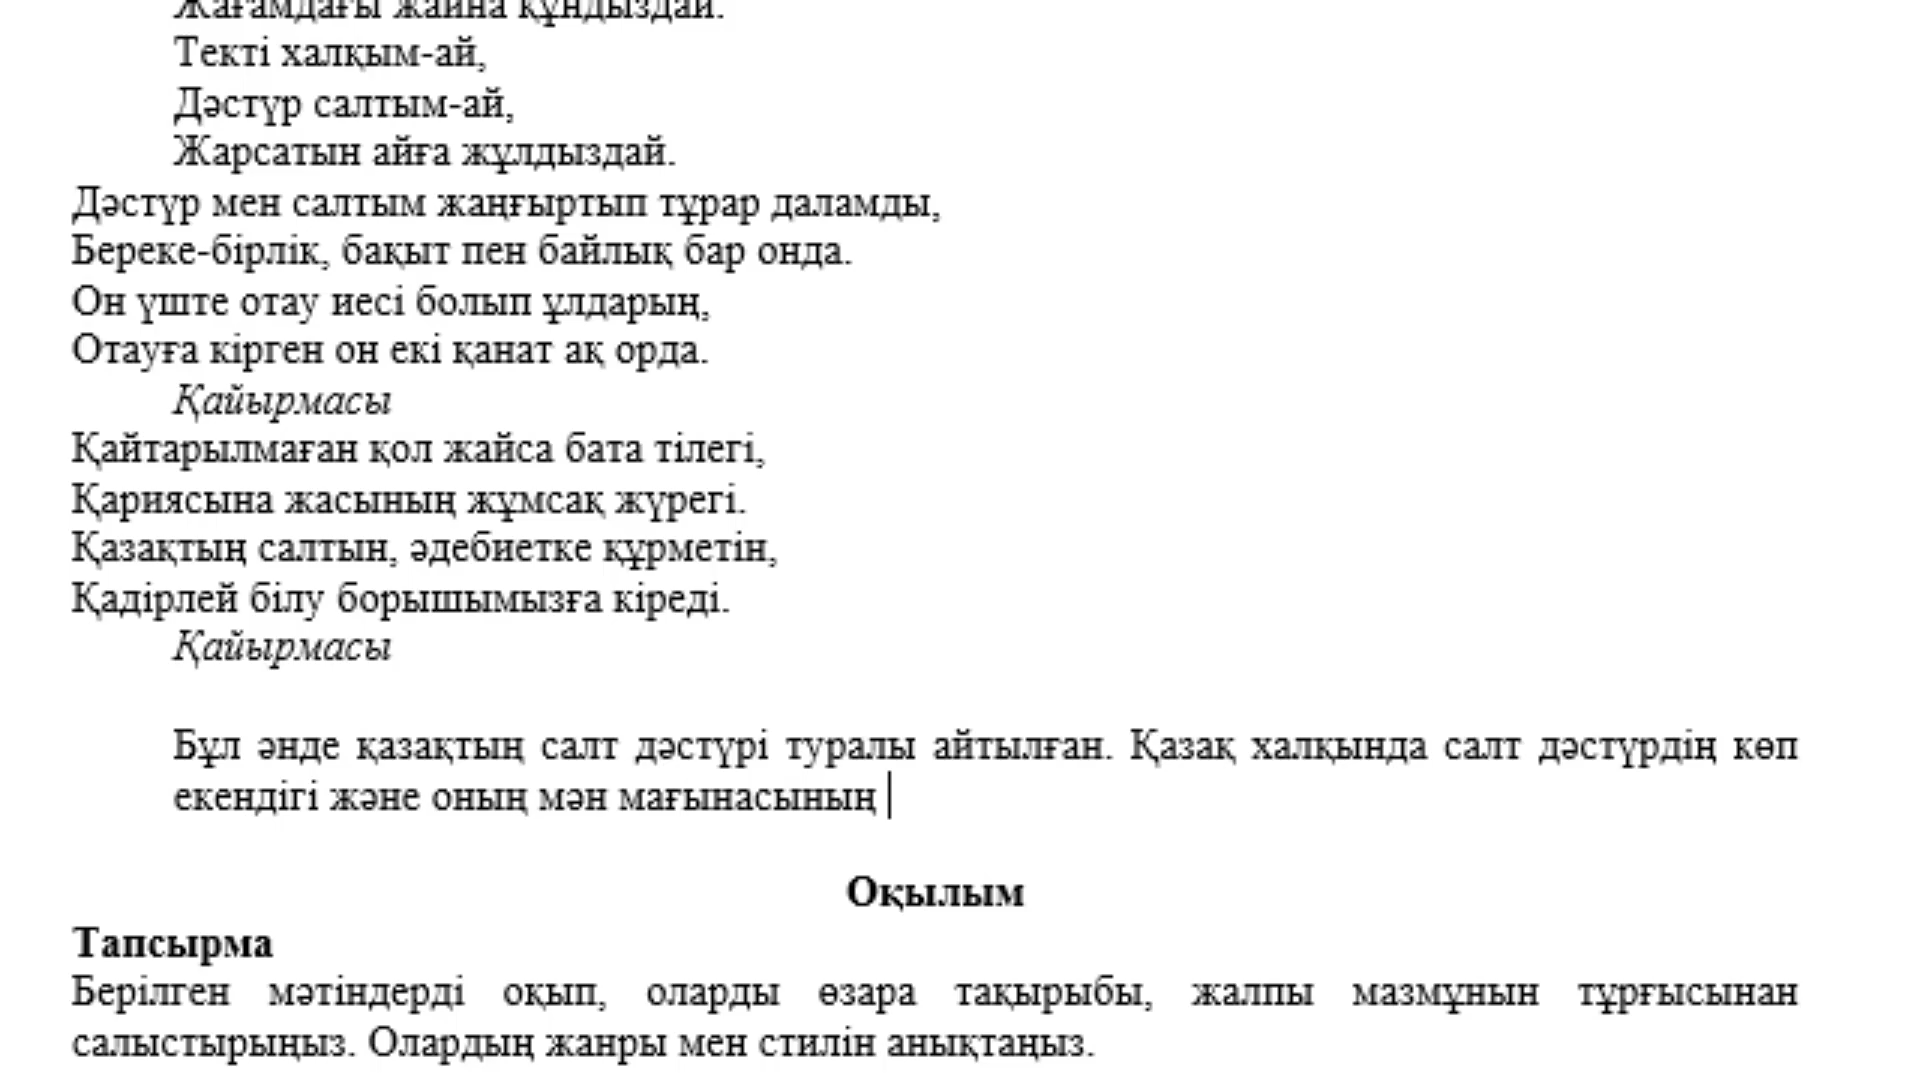 Жағамдағы жайна құндыздай.
Текті халқым-ай,
Дәстүр салтым-ай,
Жарсатын айға жұлдыздай.
Дәстүр мен салтым жаңғыртып тұрар даламды,
Береке-бірлік, бақыт пен байлық бар онда.
Он үште отау иесі болып ұлдарың,
Отауға кірген он екі қанат ақ орда.
Қайырмасы
Қайтарылмаған қол жайса бата тілегі,
Қариясына жасының жұмсақ жүрегі.
Қазақтың салтын, әдебиетке құрметін,
Қадірлей білу борышымызға кіреді.
Қайырмасы
Бұл әнде қазақтың салт дәстүрі туралы айтылған. Қазақ халқында салт дәстүрдің көп
екендігі және оның мән мағынасының
Оқылым
Тапсырма
Берілген мәтіндерді оқып, оларды өзара тақырыбы, жалпы мазмұнын тұрғысынан
салыстырыңыз. Олардың жанры мен стилін анықтаңыз.